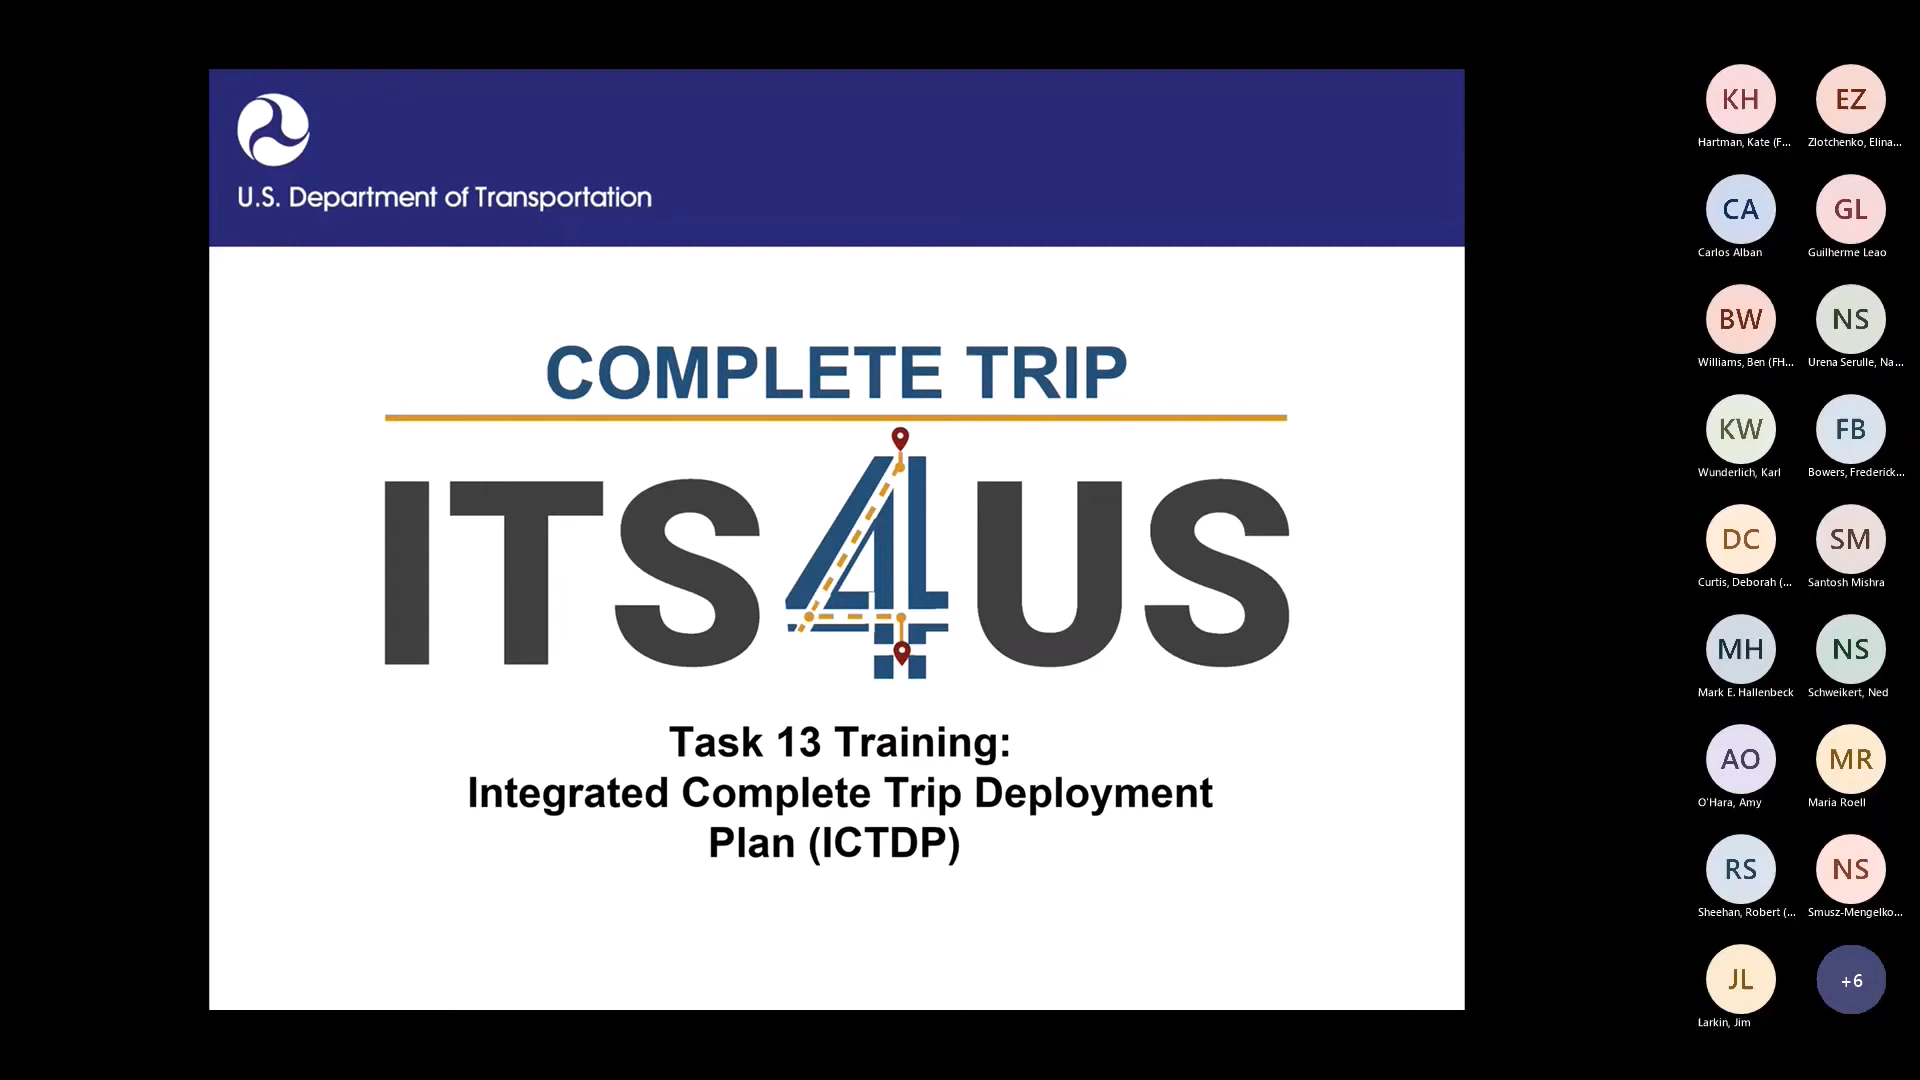 U.S. Department of Transportation
COMPLETE TRIP
ITS4US
Task 13 Training:
Integrated Complete Trip Deployment
Plan (ICTDP)
KH
EZ
Hartman, Kate (F...
Zlotchenko, Elina...
CA
GL
Carlos Alban
Guilherme Leao
BW
NS
Williams, Ben (FH...
Urena Serulle, Na...
KW
FB
Wunderlich, Karl
Bowers, Frederick...
DC
SM
Curtis, Deborah (...
Santosh Mishra
MH
NS
Mark E. Hallenbeck
Schweikert, Ned
AO
MR
O'Hara, Amy
Maria Roell
RS
NS
Sheehan, Robert (...
Smusz-Mengelko...
JL
+6
Larkin, Jim